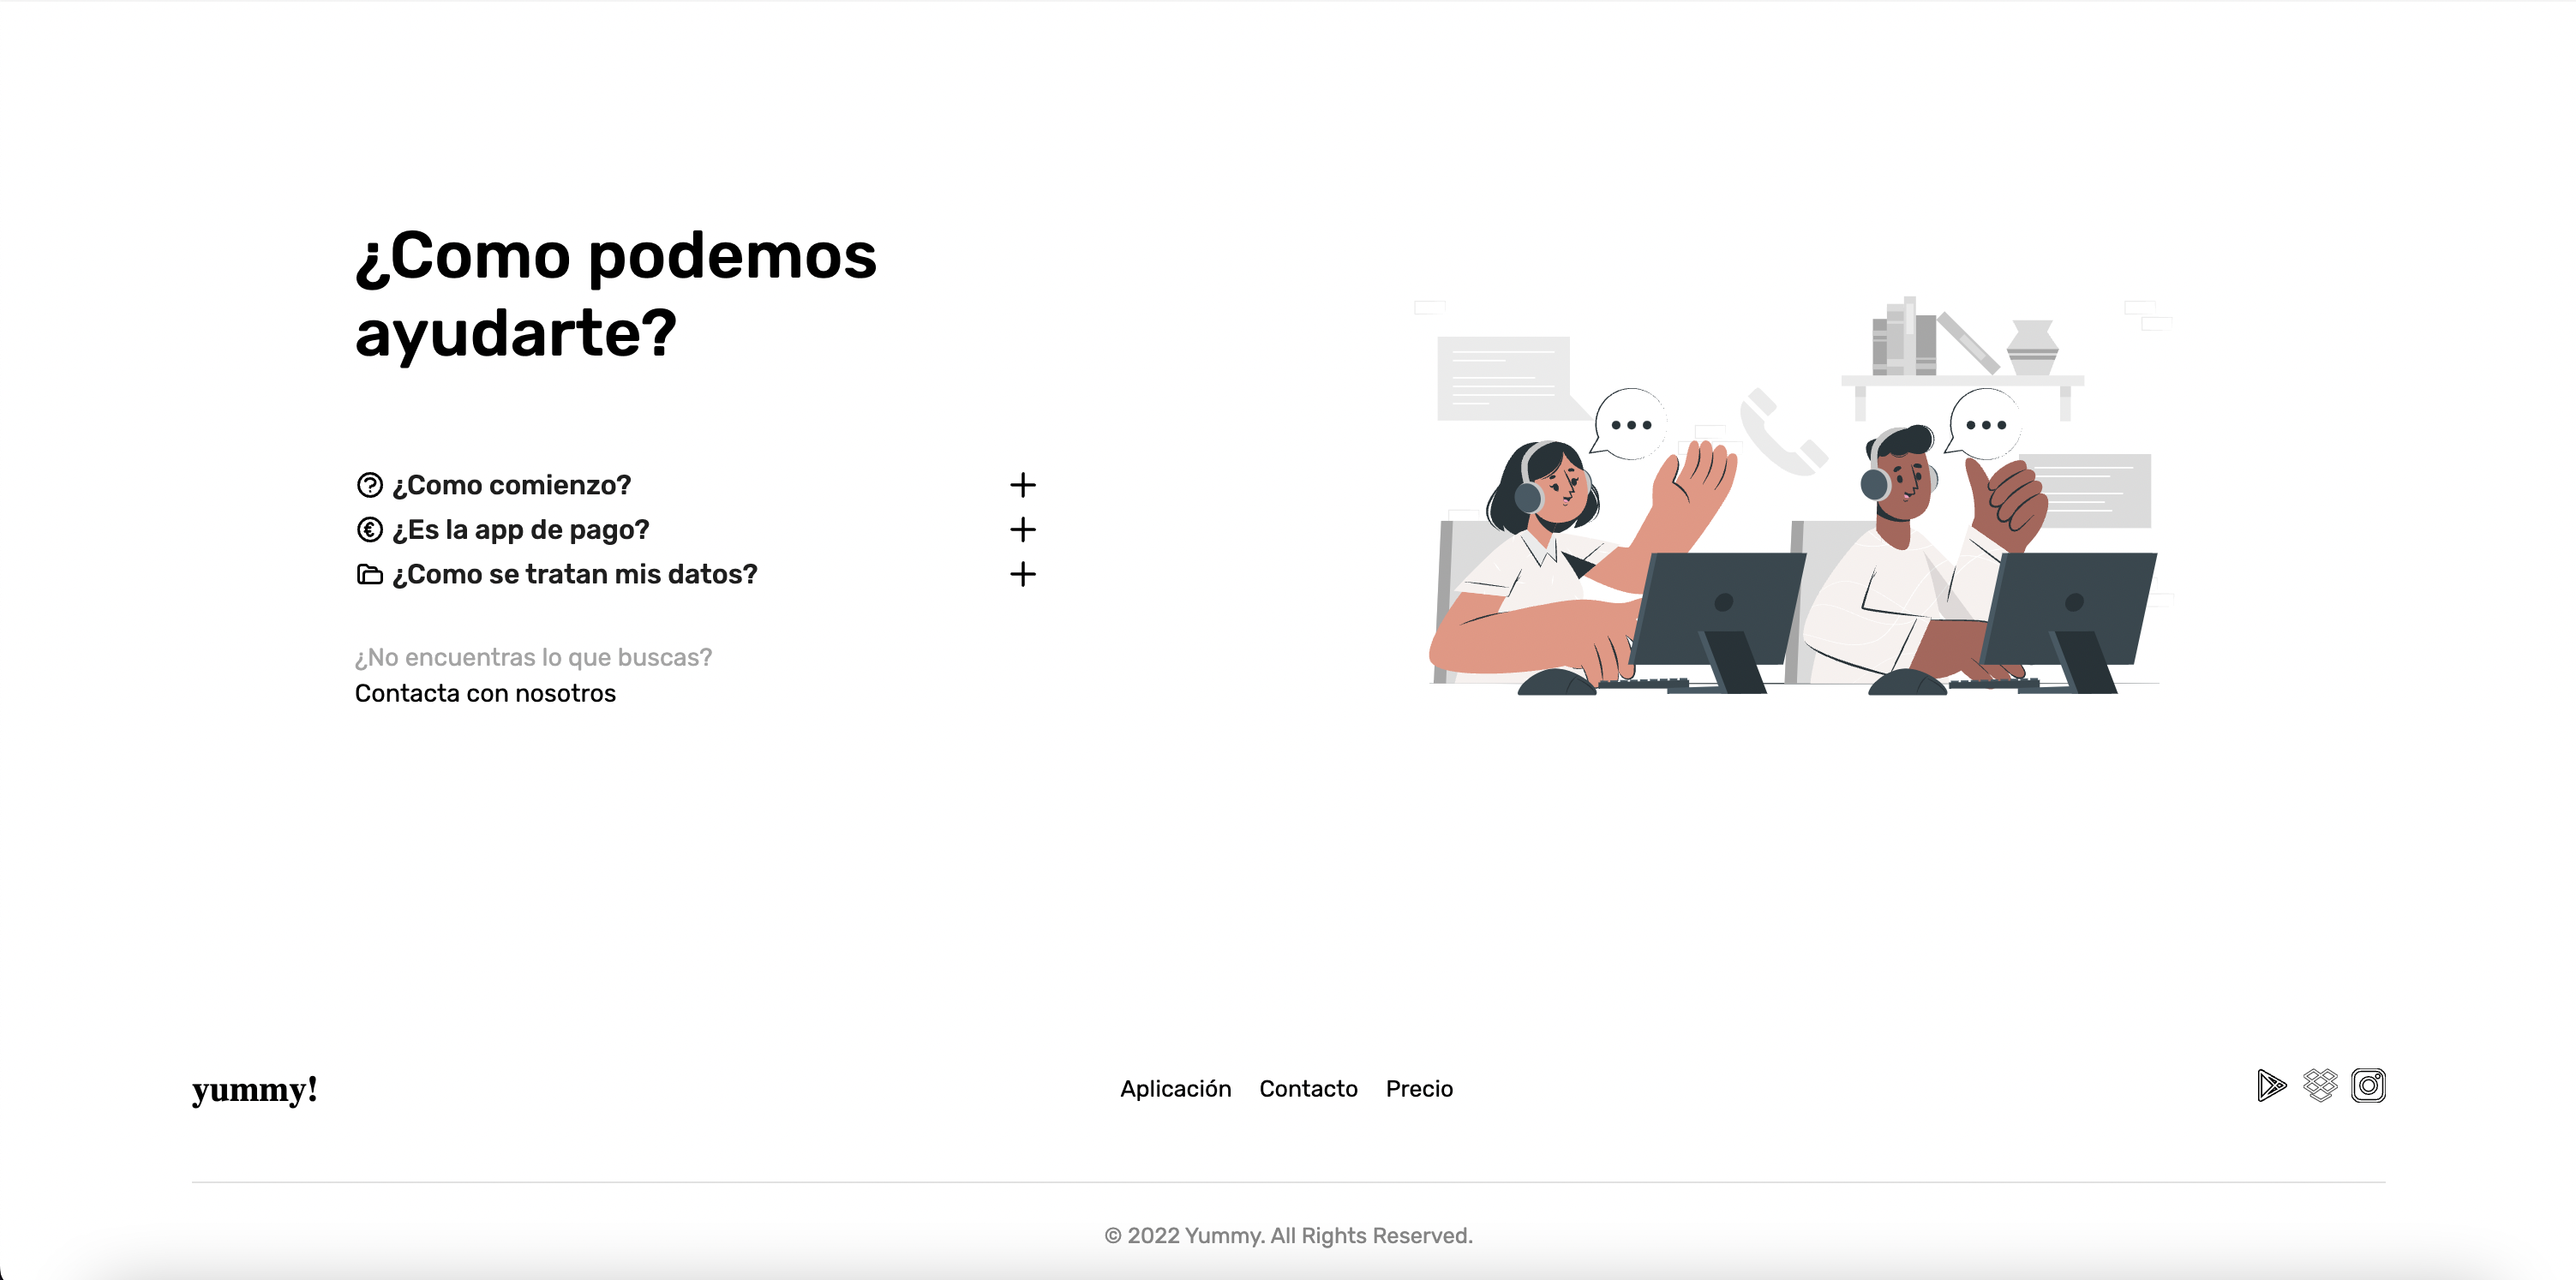 ¿Como podemos
ayudarte?
¿Como comienzo?
¿Es la app de pago?
¿Como se tratan mis datos?
¿No encuentras lo que buscas?
Contacta con nosotros
yummy!
Aplicación Contacto Precio
© 2022 Yummy. All Rights Reserved.